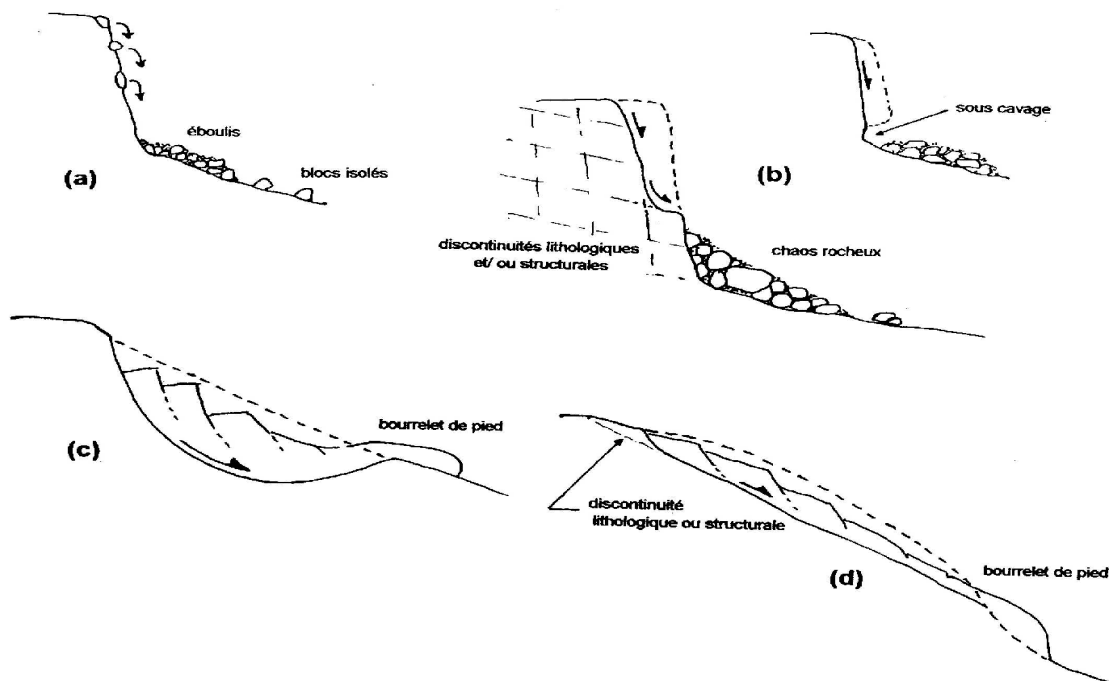 éboulis
blocs isolés
(a)
sous cavage
(b)
discontinuités lithologiques
et/ ou structurales
chaos rocheux
bourrelet de pied
(c)
discontinuité
lithologique ou structurale
bourrelet de pied
(d)